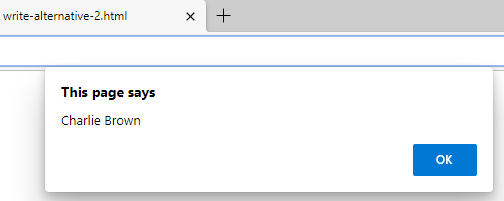 write-alternative-2.html
This page says
Charlie Brown
OK